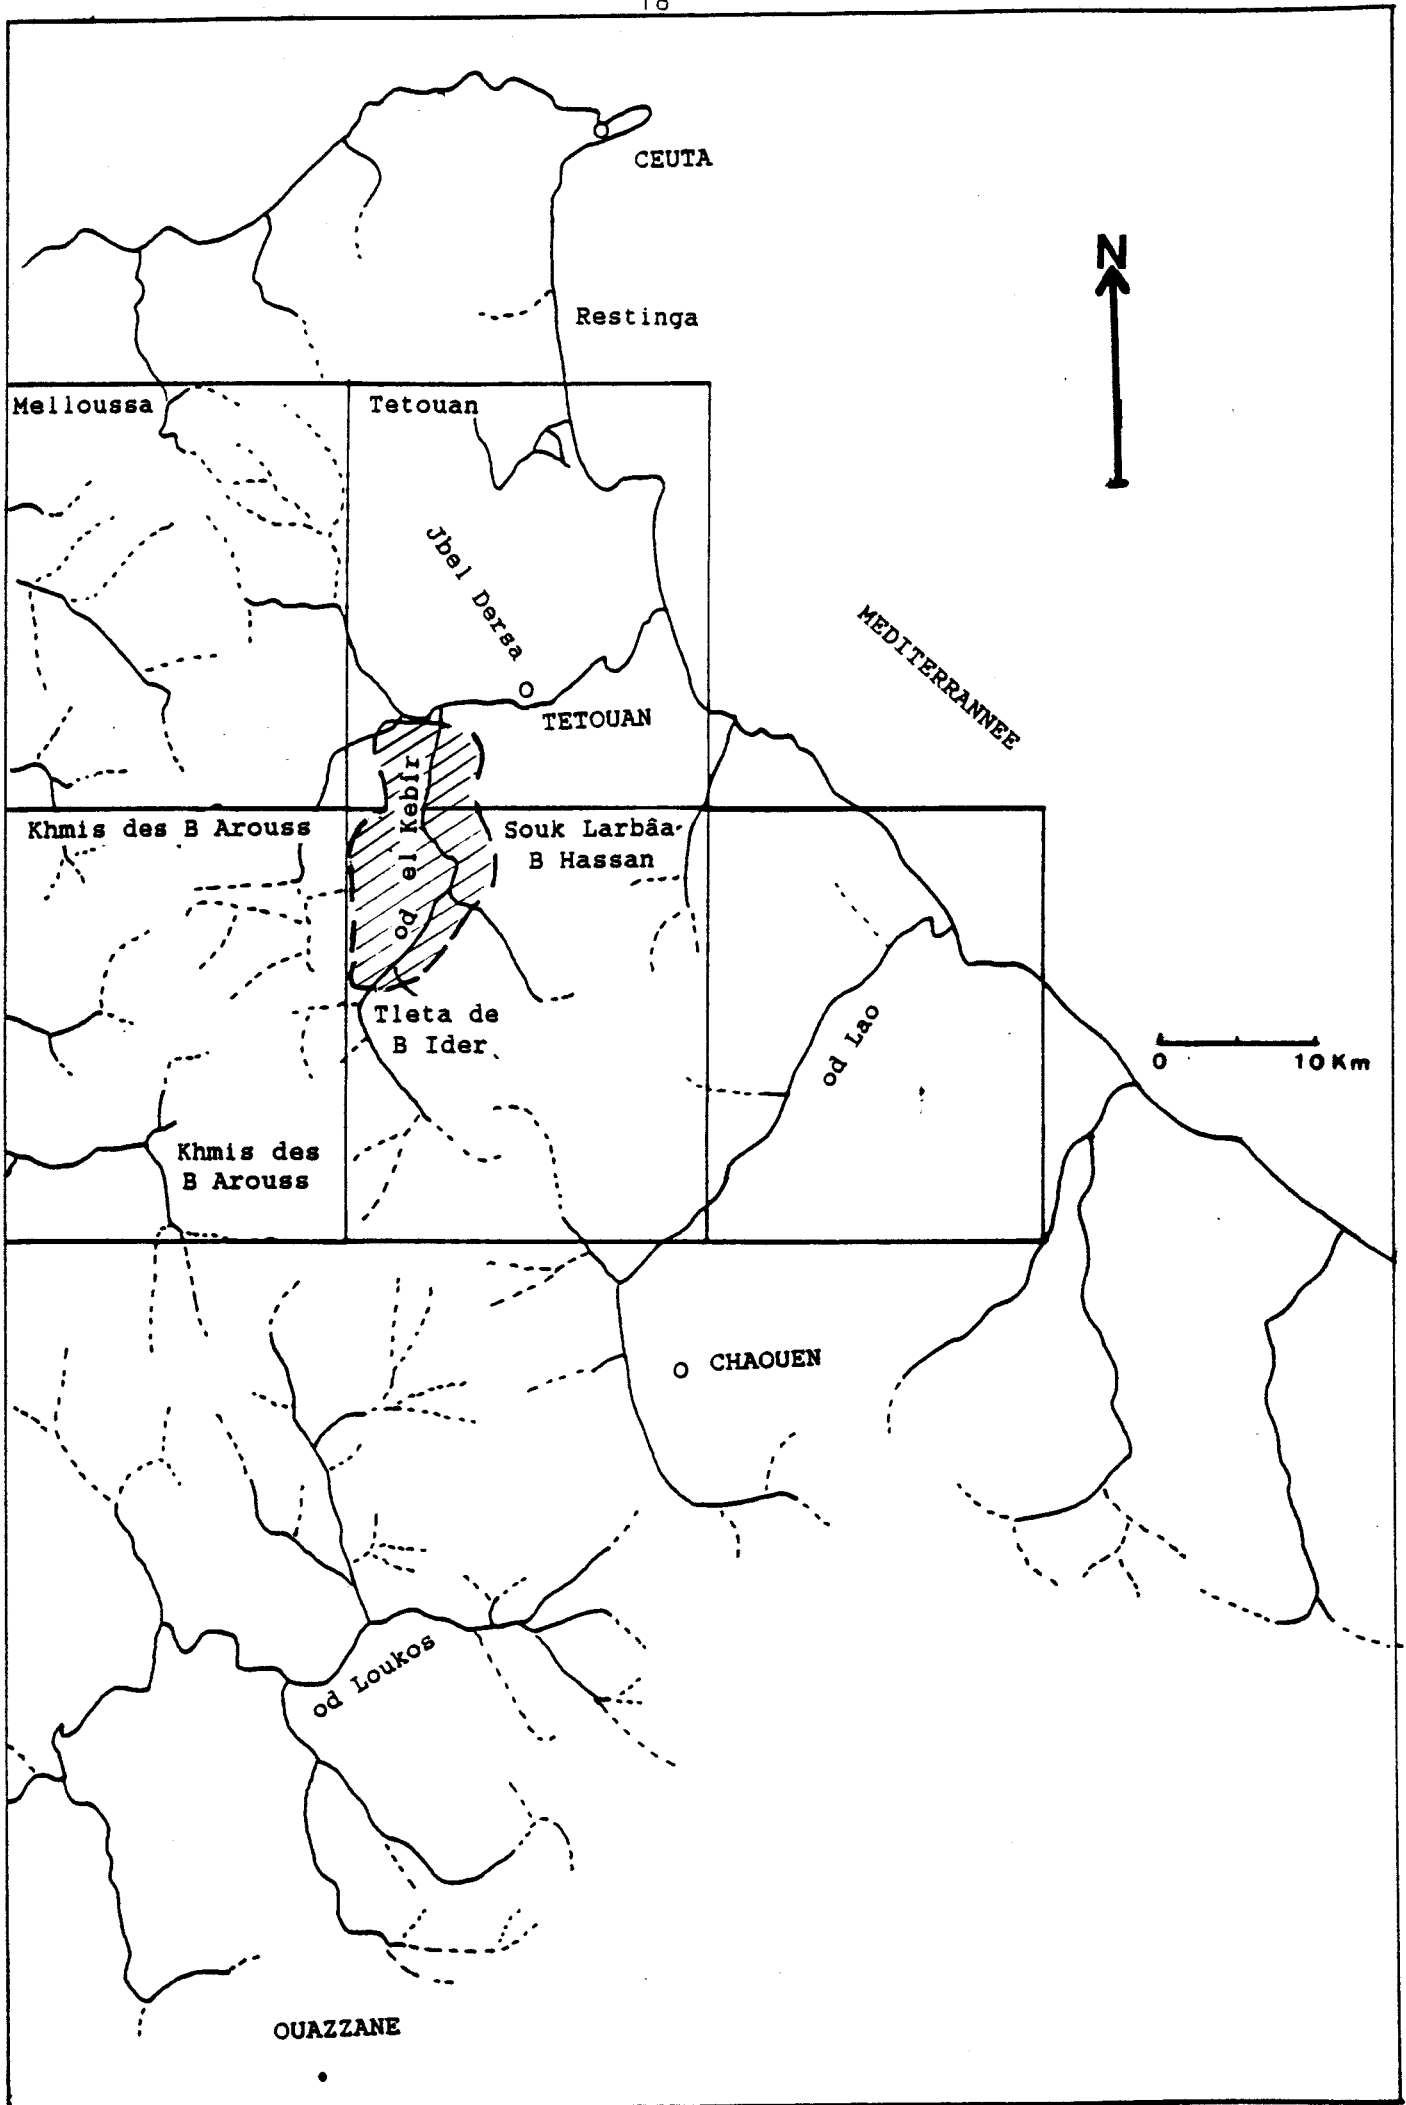 18
CEUTA
N
Restinga
Melloussa
Tetouan
Jbel Dersa
MEDITERRANNEE
TETOUAN
od el Kebir
Khmis des B Arouss
Souk Larbâa
B Hassan
Tleta de
B Ider
od Lao
0 10 Km
Khmis des
B Arouss
CHAOUEN
od Loukos
OUAZZANE